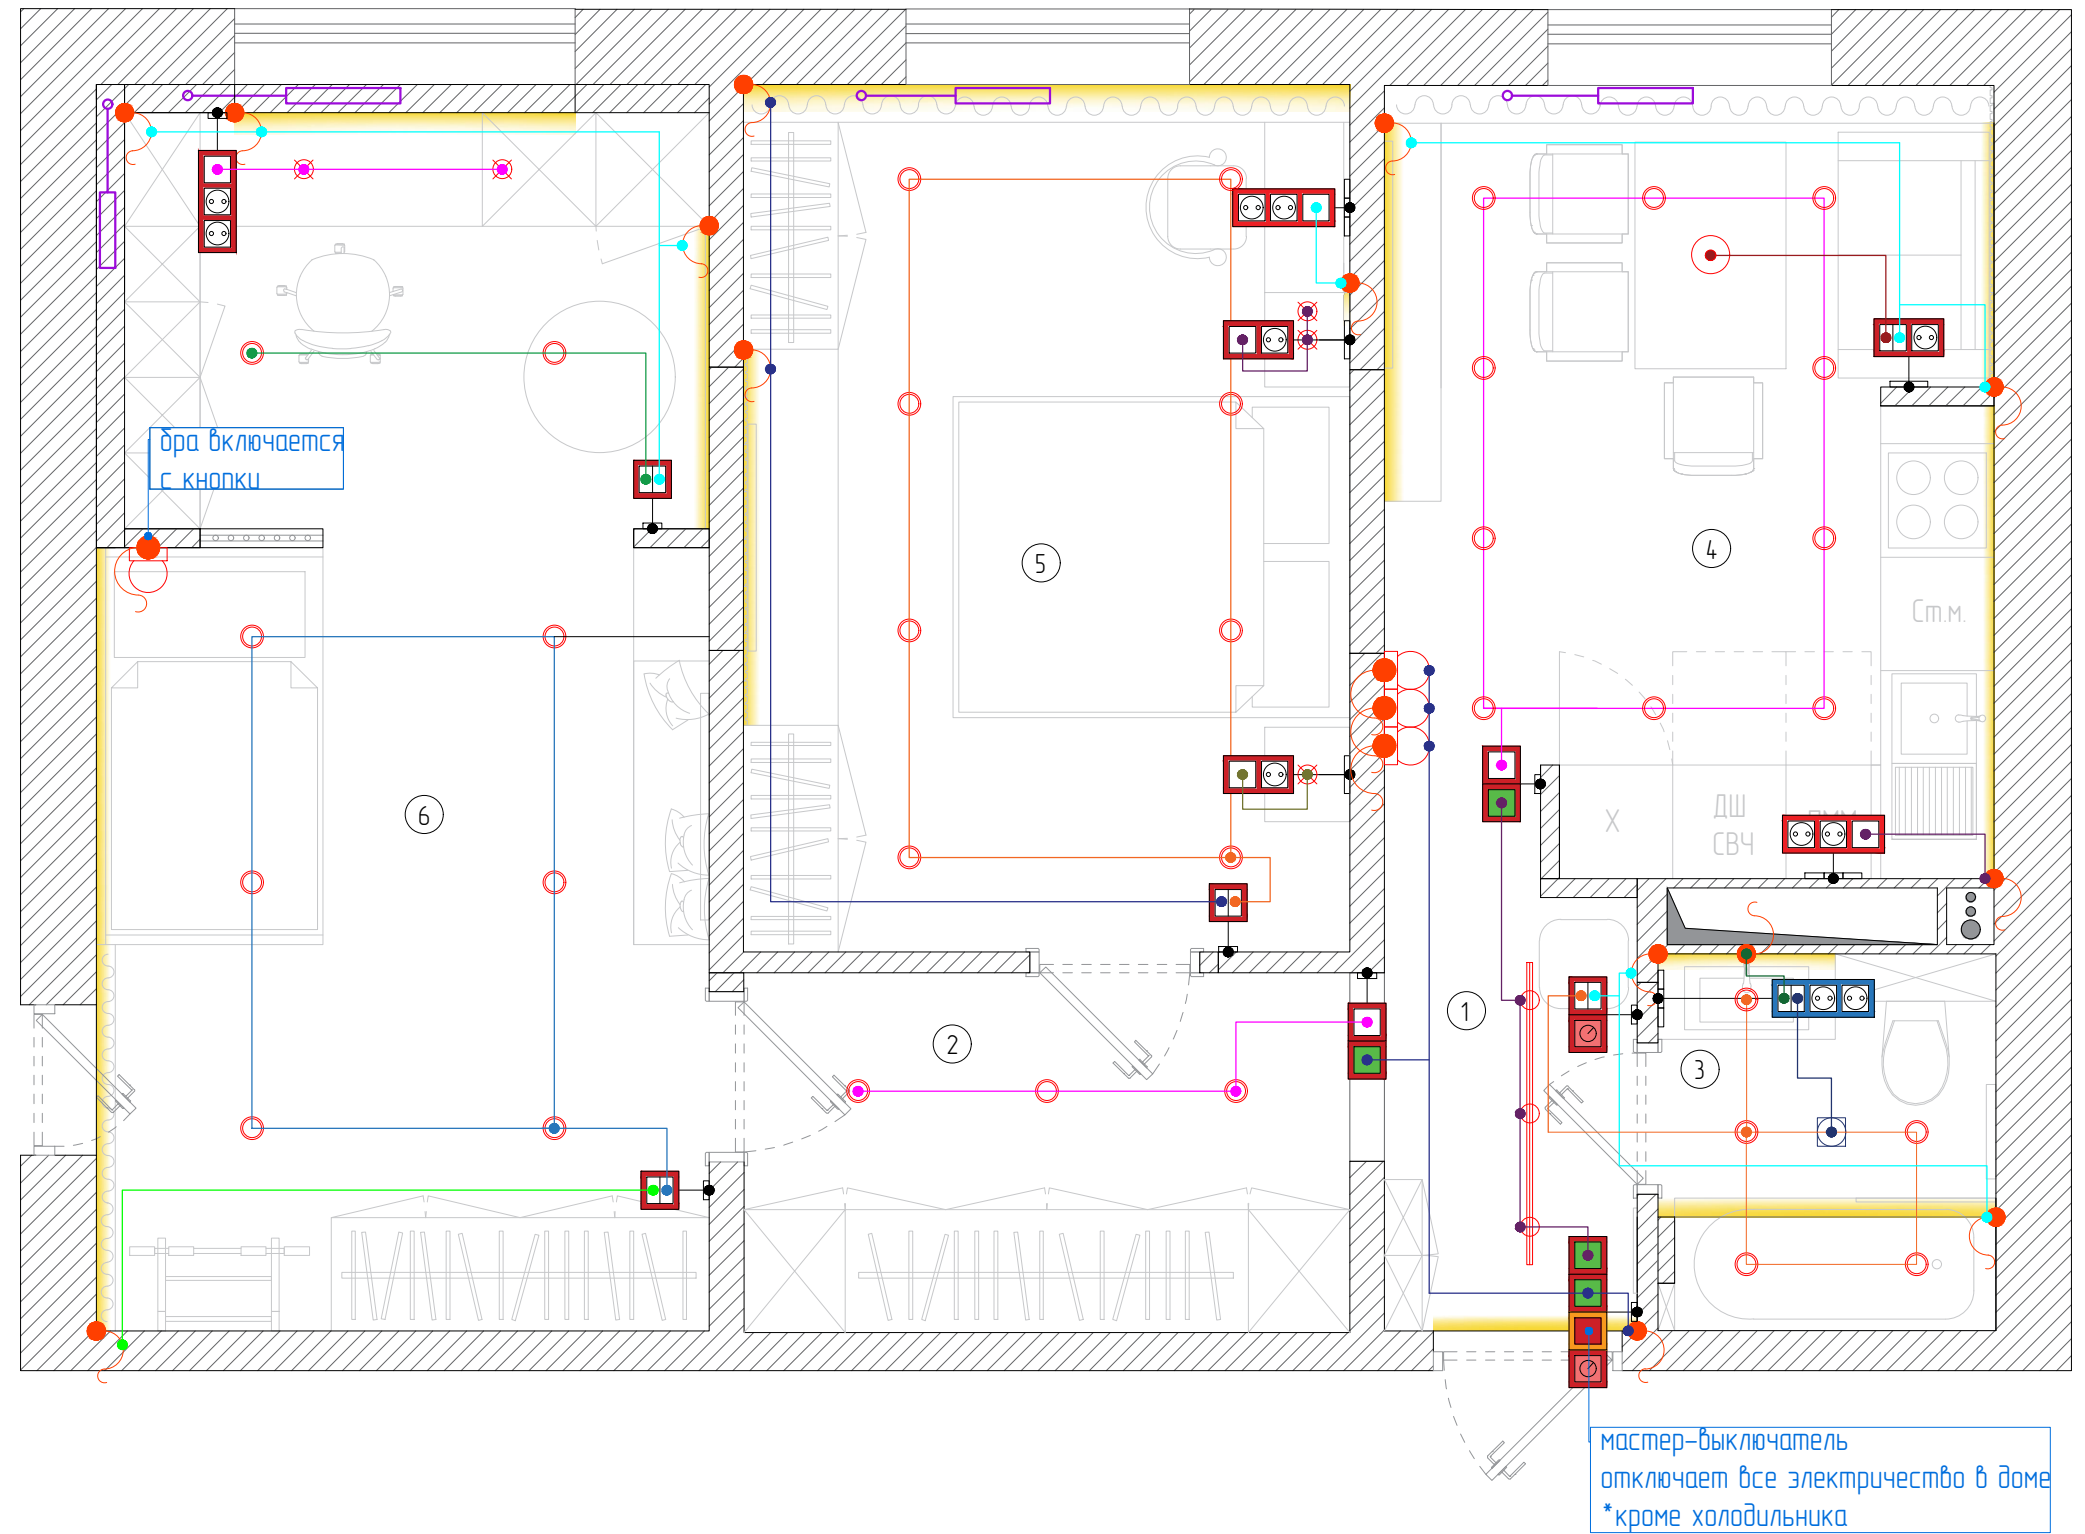 бра включается
с кнопки
5
4
Ст.м.
6
Х
ДШ
СВЧ
ПММ
1
2
3
мастер-выключатель
отключает все электричество в доме
*кроме холодильника